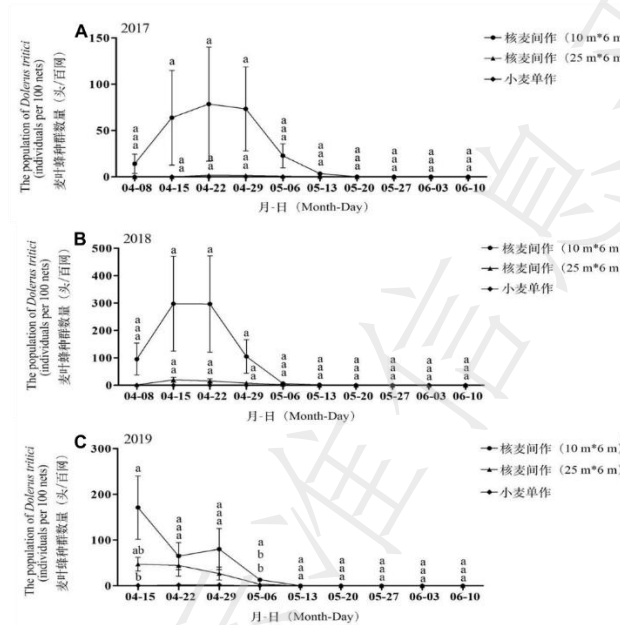 A 2017
The population of Dolerus tritici
(individuals per 100 nets)
麦叶蜂种群数量（头/百网）
150
100
50
0
a a a a
a a a a a a
a a a a a a a a a a
a a a a a a a a a a
04-08 04-15 04-22 04-29 05-06 05-13 05-20 05-27 06-03 06-10
月-日（Month-Day）
核麦间作（10 m*6 m
核麦间作（25 m*6 m
小麦单作
B 2018
The population of Dolerus tritici
(individuals per 100 nets)
麦叶蜂种群数量（头/百网）
500
400
300
200
100
0
04-08 04-15 04-22 04-29 05-06 05-13 05-20 05-27 06-03 06-10
月-日（Month-Day）
核麦间作（10 m*6 m
核麦间作（25 m*6 m
小麦单作
C 2019
The population of Dolerus tritici
(individuals per 100 nets)
麦叶蜂种群数量（头/百网）
300
200
100
0
a
ab
b
a a a
a a a
a b b
a a a
a a a
a a a
a a a
a a a
04-15 04-22 04-29 05-06 05-13 05-20 05-27 06-03 06-10
月-日（Month-Day）
核麦间作（10 m*6 m）
核麦间作（25 m*6 m）
小麦单作